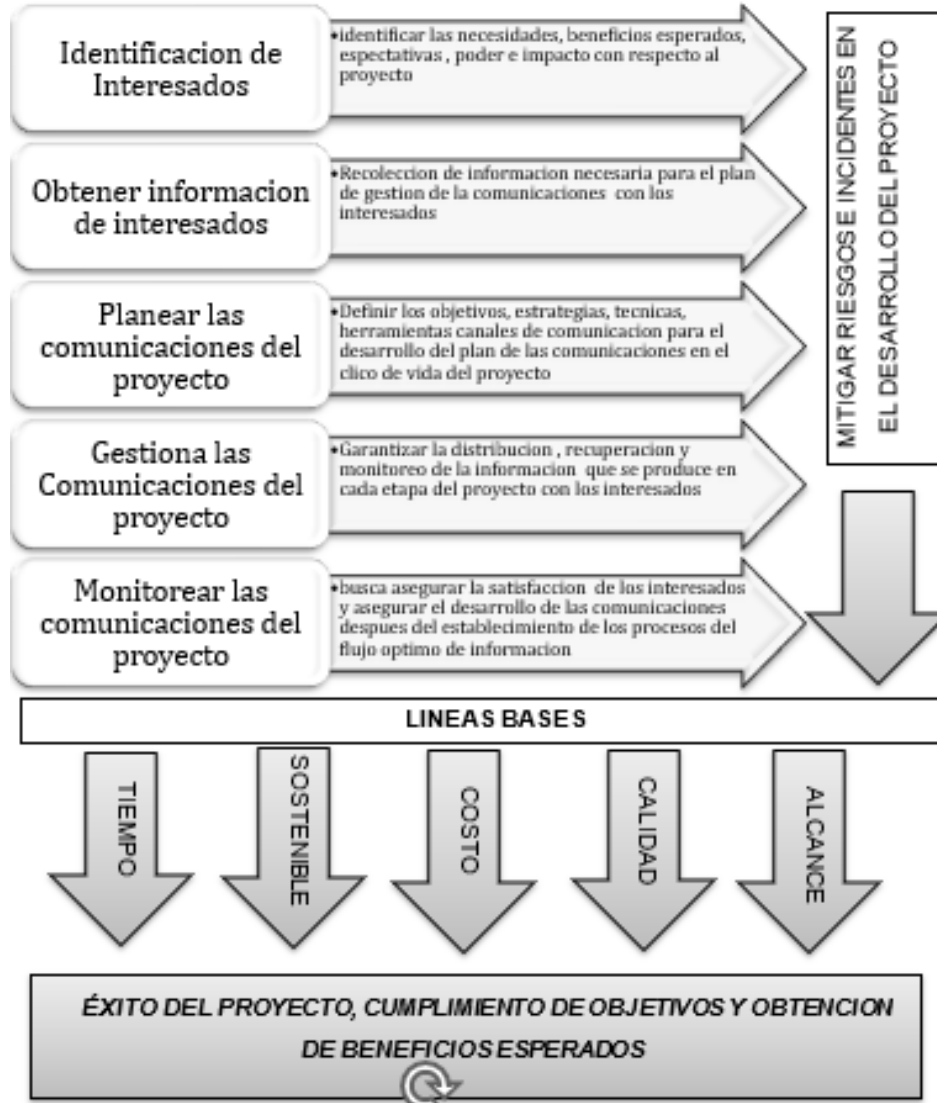 Identificacion de
Interesados
•identificar las necesidades, beneficios esperados,
espectativas , poder e impacto con respecto al
proyecto
Obtener informacion
de interesados
•Recoleccion de informacion necesaria para el plan
de gestion de la comunicaciones con los
interesados
Planear las
comunicaciones del
proyecto
•Definir los objetivos, estrategias, tecnicas,
herramientas canales de comunicacion para el
desarrollo del plan de las comunicaciones en el
clico de vida del proyecto
Gestiona las
Comunicaciones del
proyecto
•Garantizar la distribucion , recuperacion y
monitoreo de la informacion que se produce en
cada etapa del proyecto con los interesados
Monitorear las
comunicaciones del
proyecto
•busca asegurar la satisfaccion de los interesados
y asegurar el desarrollo de las comunicaciones
despues del establecimiento de los procesos del
flujo optimo de informacion
MITIGAR RIESGOS E INCIDENTES EN
EL DESARROLLO DEL PROYECTO
LINEAS BASES
TIEMPO
SOSTENIBLE
COSTO
CALIDAD
ALCANCE
ÉXITO DEL PROYECTO, CUMPLIMIENTO DE OBJETIVOS Y OBTENCION
DE BENEFICIOS ESPERADOS